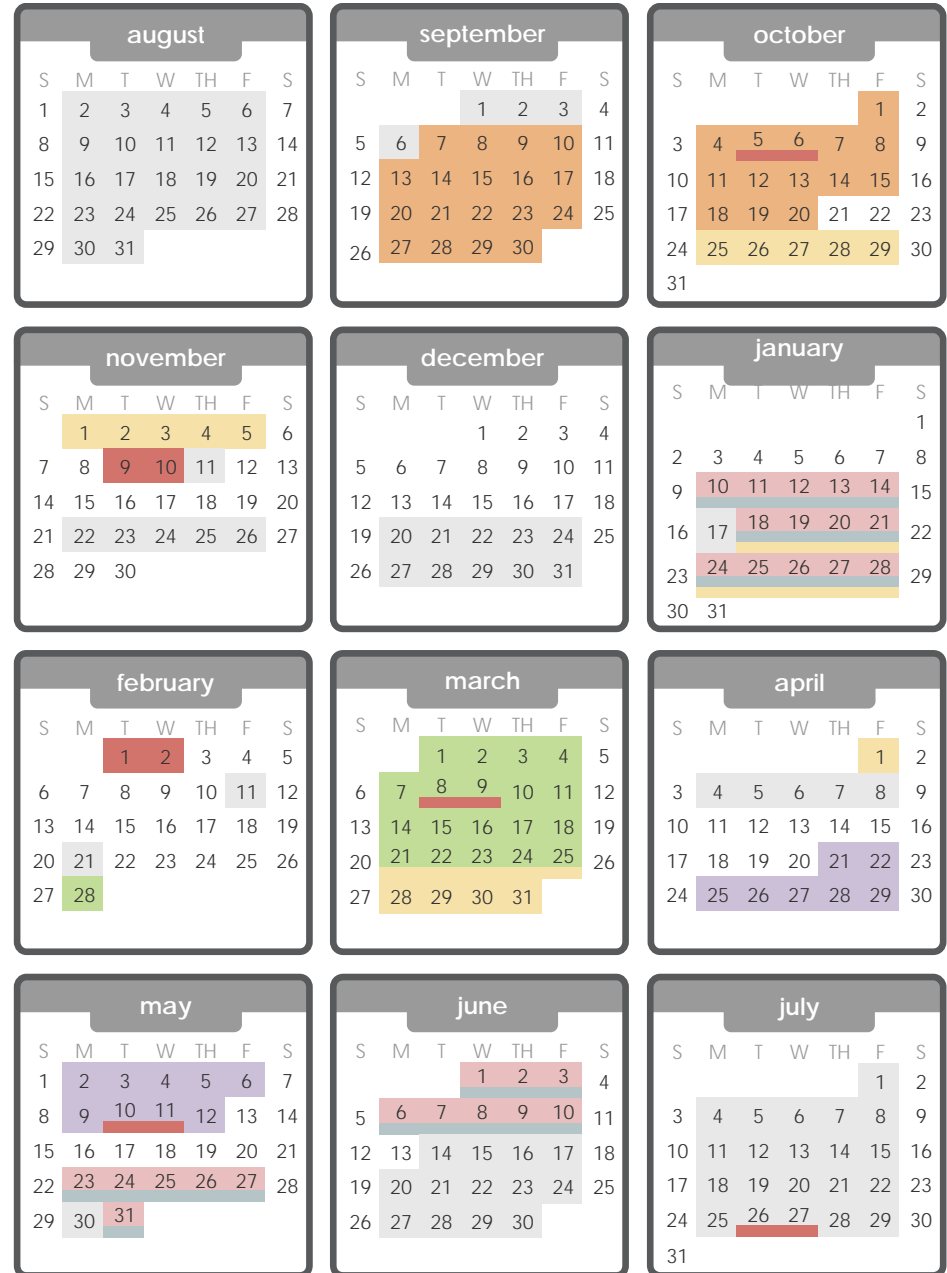 august
S M T W TH F S
1 2 3 4 5 6 7
8 9 10 11 12 13 14
15 16 17 18 19 20 21
22 23 24 25 26 27 28
29 30 31
september
S M T W TH F S
1 2 3 4
5 6 7 8 9 10 11
12 13 14 15 16 17 18
19 20 21 22 23 24 25
26 27 28 29 30
october
S M T W TH F S
1 2
3 4 5 6 7 8 9
10 11 12 13 14 15 16
17 18 19 20 21 22 23
24 25 26 27 28 29 30
31
november
S M T W TH F S
1 2 3 4 5 6
7 8 9 10 11 12 13
14 15 16 17 18 19 20
21 22 23 24 25 26 27
28 29 30
december
S M T W TH F S
1 2 3 4
5 6 7 8 9 10 11
12 13 14 15 16 17 18
19 20 21 22 23 24 25
26 27 28 29 30 31
january
S M T W TH F S
1
2 3 4 5 6 7 8
9 10 11 12 13 14 15
16 17 18 19 20 21 22
23 24 25 26 27 28 29
30 31
february
S M T W TH F S
1 2 3 4 5
6 7 8 9 10 11 12
13 14 15 16 17 18 19
20 21 22 23 24 25 26
27 28
march
S M T W TH F S
1 2 3 4 5
6 7 8 9 10 11 12
13 14 15 16 17 18 19
20 21 22 23 24 25 26
27 28 29 30 31
april
S M T W TH F S
1 2
3 4 5 6 7 8 9
10 11 12 13 14 15 16
17 18 19 20 21 22 23
24 25 26 27 28 29 30
may
S M T W TH F S
1 2 3 4 5 6 7
8 9 10 11 12 13 14
15 16 17 18 19 20 21
22 23 24 25 26 27 28
29 30 31
june
S M T W TH F S
1 2 3 4
5 6 7 8 9 10 11
12 13 14 15 16 17 18
19 20 21 22 23 24 25
26 27 28 29 30
july
S M T W TH F S
1 2
3 4 5 6 7 8 9
10 11 12 13 14 15 16
17 18 19 20 21 22 23
24 25 26 27 28 29 30
31